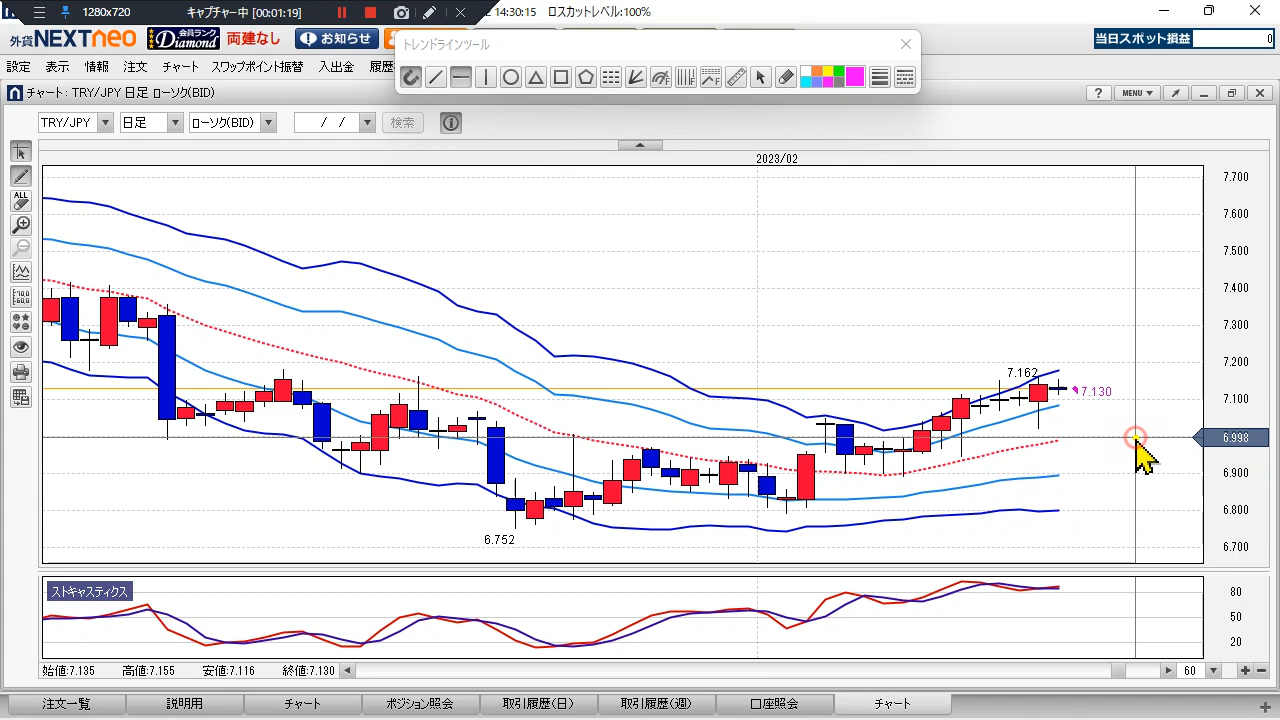 1280x720 キャプチャー中 [00:01:19] 14:30:15 ロスカットレベル:100%
外貨NEXTneo 会員ランク Diamond 両建なし お知らせ 当日スポット損益 0
設定 表示 情報 注文 チャート スワップポイント振替 入出金 履歴
トレンドラインツール
チャート : TRY/JPY 日足 ローソク(BID) ? MENU
TRY/JPY 日足 ローソク(BID) / / 検索
ALL
2023/02
7.700
7.600
7.500
7.400
7.300
7.200
7.162
7.130
7.100
6.998
6.900
6.800
6.752
6.700
ストキャスティクス
80
50
20
始値:7.135 高値:7.155 安値:7.116 終値:7.130 60
注文一覧 説明用 チャート ポジション照会 取引履歴(日) 取引履歴(週) 口座照会 チャート